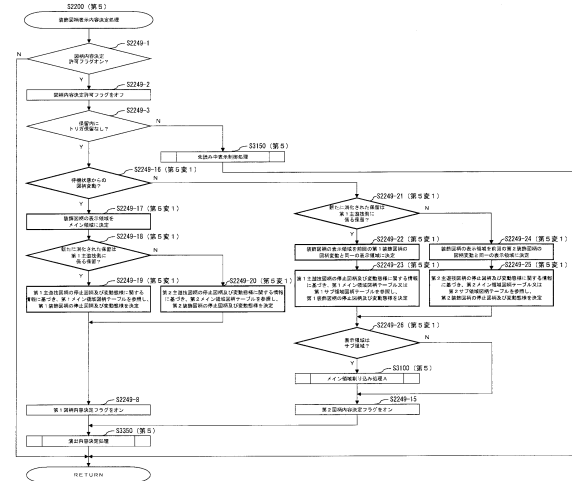 S2200 (第5)
装飾図柄表示内容決定処理
S2249-1
図柄内容決定
許可フラグオン？
N
Y
S2249-2
図柄内容決定許可フラグをオフ
S2249-3
保留内に
トリガ保留なし？
N
Y
S3150 (第5)
先読み中表示制御処理
S2249-16 (第5変1)
待機状態からの
図柄変動？
N
Y
S2249-17 (第5変1)
装飾図柄の表示領域を
メイン領域に決定
S2249-18 (第5変1)
新たに消化された保留は
第1主遊技側に
係る保留？
N
Y
S2249-19 (第5変1)
第1主遊技図柄の停止図柄及び変動態様に関する
情報に基づき、第1メイン領域図柄テーブルを参照し、
第1装飾図柄の停止図柄及び変動態様を決定
S2249-20 (第5変1)
第2主遊技図柄の停止図柄及び変動態様に関する情報
に基づき、第2メイン領域図柄テーブルを参照し、
第2装飾図柄の停止図柄及び変動態様を決定
S2249-21 (第5変1)
新たに消化された保留は
第1主遊技側に
係る保留？
N
Y
S2249-22 (第5変1)
装飾図柄の表示領域を前回の第1装飾図柄の
図柄変動と同一の表示領域に決定
S2249-23 (第5変1)
第1主遊技図柄の停止図柄及び変動態様に関する情報
に基づき、第1メイン領域図柄テーブル又は
第1サブ領域図柄テーブルを参照し、
第1装飾図柄の停止図柄及び変動態様を決定
S2249-24 (第5変1)
装飾図柄の表示領域を前回の第2装飾図柄の
図柄変動と同一の表示領域に決定
S2249-25 (第5変1)
第2主遊技図柄の停止図柄及び変動態様に関する情報
に基づき、第2メイン領域図柄テーブル又は
第2サブ領域図柄テーブルを参照し、
第2装飾図柄の停止図柄及び変動態様を決定
S2249-26 (第5変1)
表示領域は
サブ領域？
N
Y
S3100 (第5)
メイン領域割り込み処理A
S2249-8
第1図柄内容決定フラグをオン
S2249-15
第2図柄内容決定フラグをオン
S3350 (第5)
演出内容決定処理
RETURN